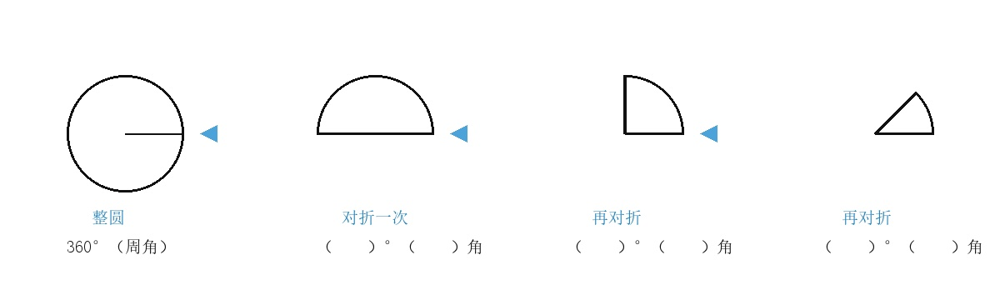 整圆 对折一次 再对折 再对折
360°（周角） （　　）°（　　）角 （　　）°（　　）角 （　　）°（　　）角